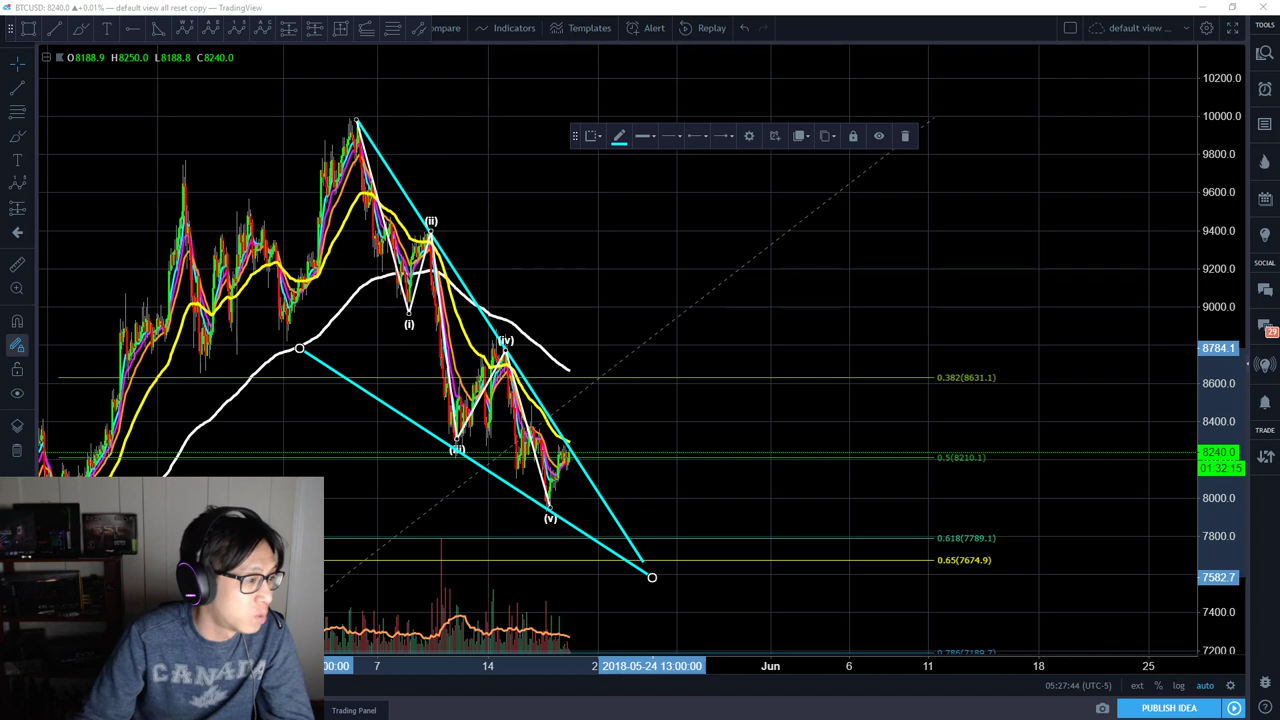 BTCUSD: 8240.0 ▲+0.01% — default view all reset copy — TradingView
ompare
Indicators
Templates
Alert
Replay
default view ...
TOOLS
O8188.9 H8250.0 L8188.8 C8240.0
10200.0
10000.0
9800.0
9600.0
(ii)
9400.0
9200.0
SOCIAL
9000.0
(i)
29
(iv)
8784.1
0.382(8631.1)
8600.0
8400.0
TRADE
(iii)
8240.0
0.5(8210.1)
01:32:15
8000.0
(v)
0.618(7789.1)
7800.0
0.65(7674.9)
7582.7
7400.0
0.786(7189.7)
7200.0
00:00)
7
14
2
2018-05-24 13:00:00
Jun
6
11
18
25
05:27:44 (UTC-5)
ext
%
log
auto
CANADA
Trading Panel
PUBLISH IDEA